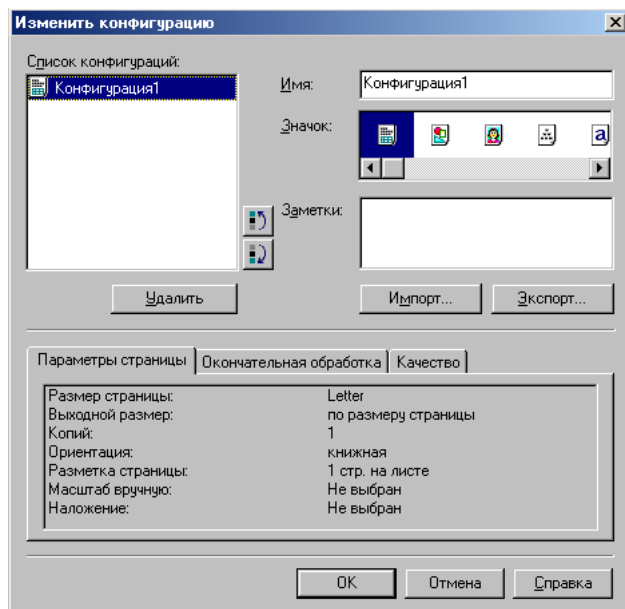 Изменить конфигурацию
Список конфигураций:
Конфигурация1
Имя:
Конфигурация1
Значок:
a
Заметки:
Удалить
Импорт...
Экспорт...
Параметры страницы
Окончательная обработка
Качество
Размер страницы: Letter
Выходной размер: по размеру страницы
Копий: 1
Ориентация: книжная
Разметка страницы: 1 стр. на листе
Масштаб вручную: Не выбран
Наложение: Не выбран
OK
Отмена
Справка